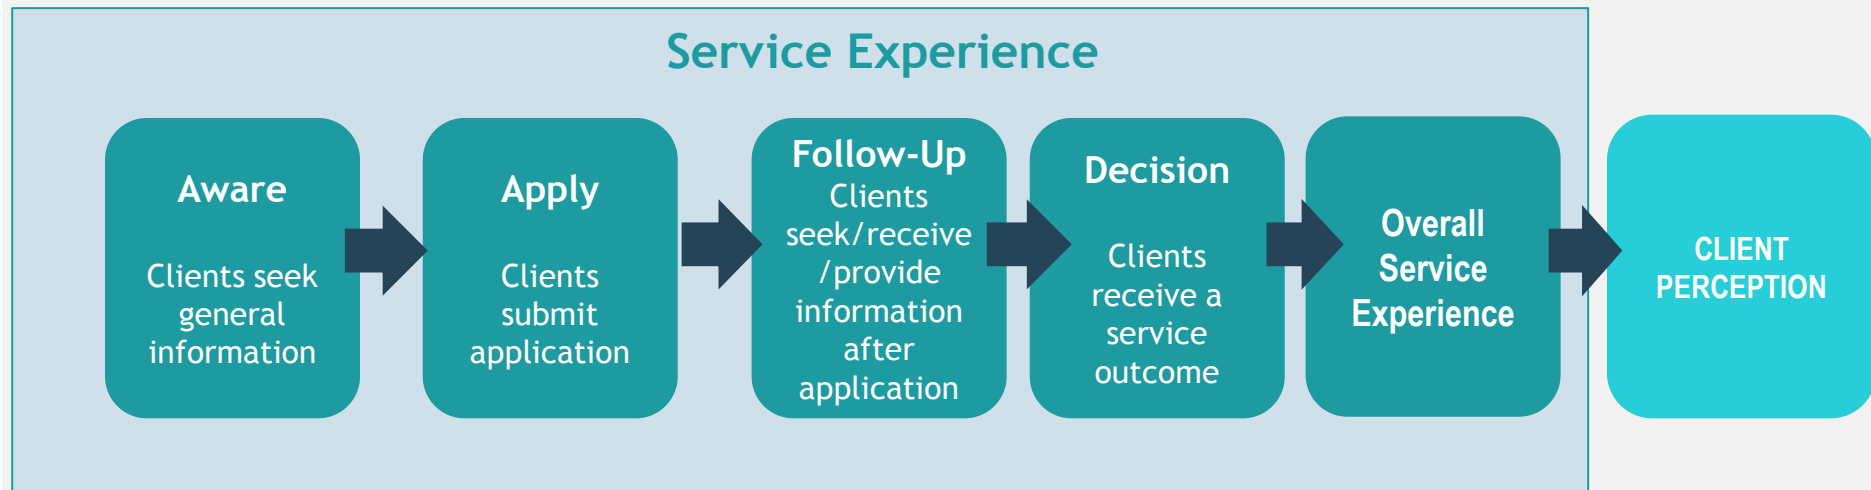 Service Experience
Aware
Clients seek
general
information
Apply
Clients
submit
application
Follow-Up
Clients
seek/receive
/provide
information
after
application
Decision
Clients
receive a
service
outcome
Overall
Service
Experience
CLIENT
PERCEPTION